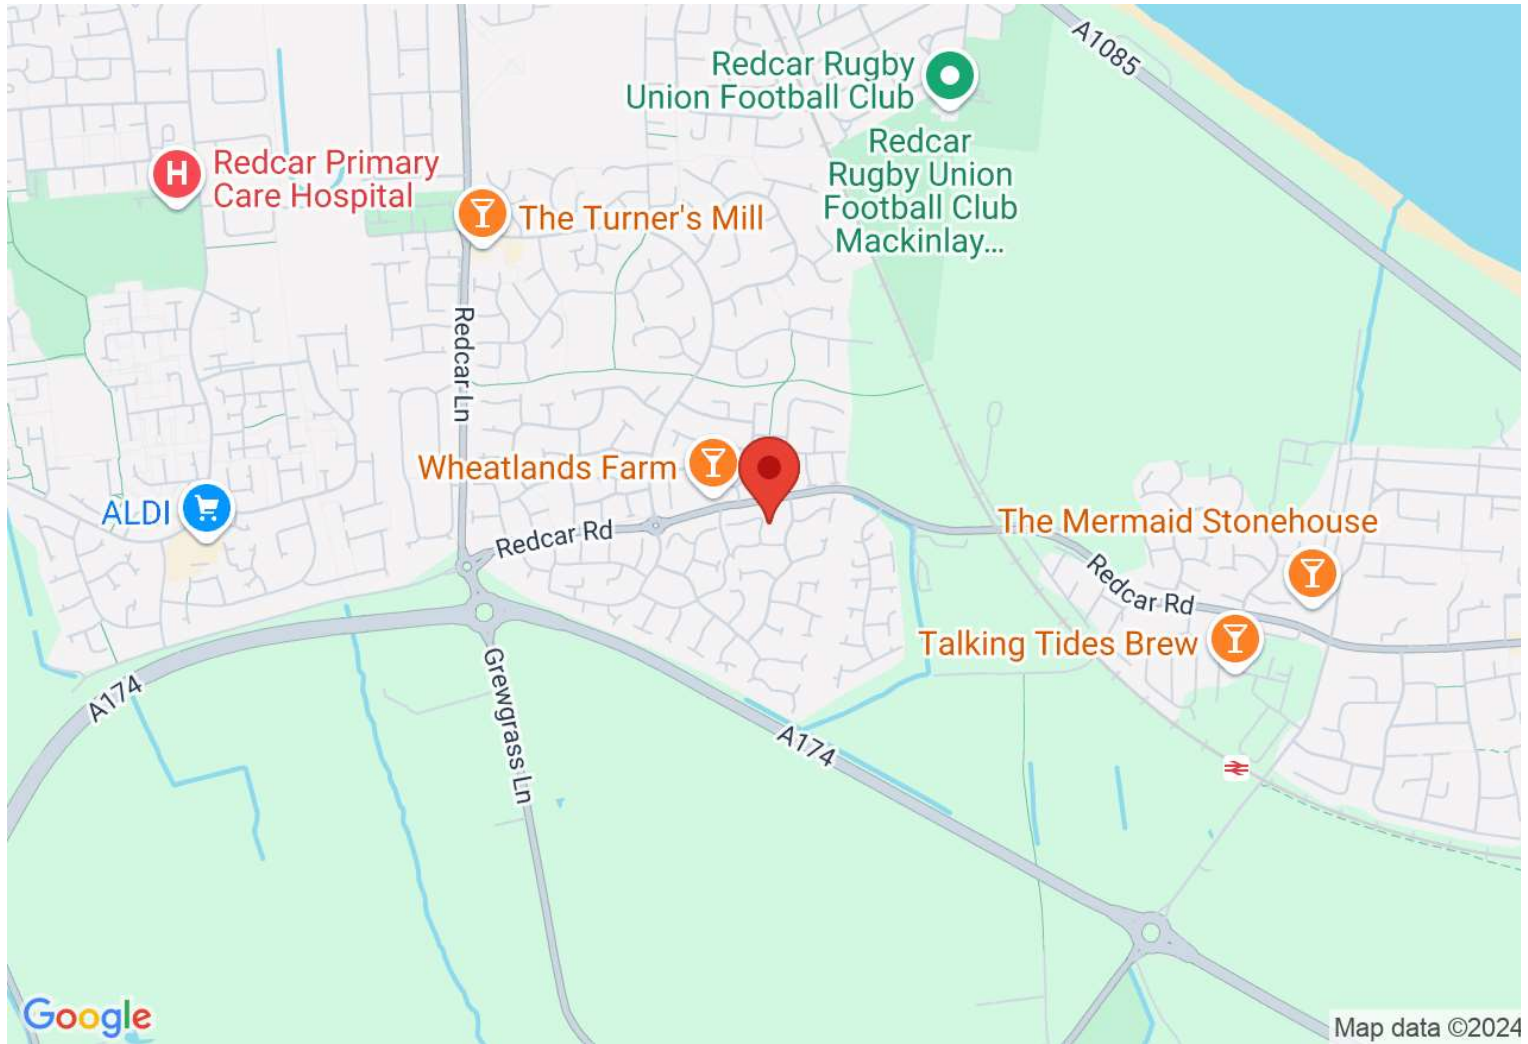 A1085
Redcar Rugby
Union Football Club
Redcar
Rugby Union
Football Club
Mackinlay...
H
Redcar Primary
Care Hospital
The Turner's Mill
Redcar Ln
Wheatlands Farm
ALDI
Redcar Rd
The Mermaid Stonehouse
Redcar Rd
Talking Tides Brew
Grewgrass Ln
A174
A174
Google
Map data ©2024